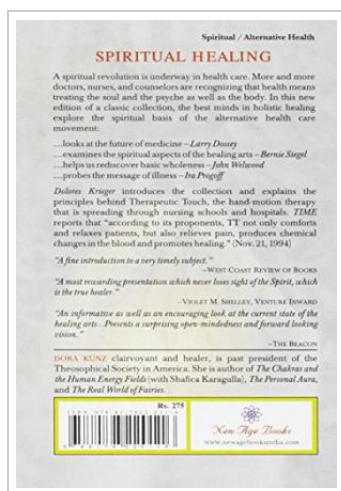 Spiritual / Alternative Health
SPIRITUAL HEALING
A spiritual revolution is underway in health care. More and more
doctors, nurses, and counselors are recognizing that health means
treating the soul and the psyche as well as the body. In this new
edition of a classic collection, the best minds in holistic healing
explore the spiritual basis of the alternative health care
movement:
....looks at the future of medicine – Larry Dossey
....examines the spiritual aspects of the healing arts – Bernie Siegel
....helps us rediscover basic wholeness – John Welwood
....probes the message of illness – Ira Progoff
Dolores Krieger introduces the collection and explains the
principles behind Therapeutic Touch, the hand-motion therapy
that is spreading through nursing schools and hospitals. TIME
reports that "according to its proponents, TT not only comforts
and relaxes patients, but also relieves pain, produces chemical
changes in the blood and promotes healing." (Nov. 21, 1994)
"A fine introduction to a very timely subject."
–WEST COAST REVIEW OF BOOKS
"A most rewarding presentation which never loses sight of the Spirit, which
is the true healer."
–VIOLET M. SHELLEY, VENTURE INWARD
"An informative as well as an encouraging look at the current state of the
healing arts...Presents a surprising open-mindedness and forward looking
vision."
–THE BEACON
DORA KUNZ clairvoyant and healer, is past president of the
Theosophical Society in America. She is author of The Chakras and
the Human Energy Fields (with Shafica Karagulla), The Personal Aura,
and The Real World of Fairies.
Rs. 275
New Age Books
www.newagebooksindia.com